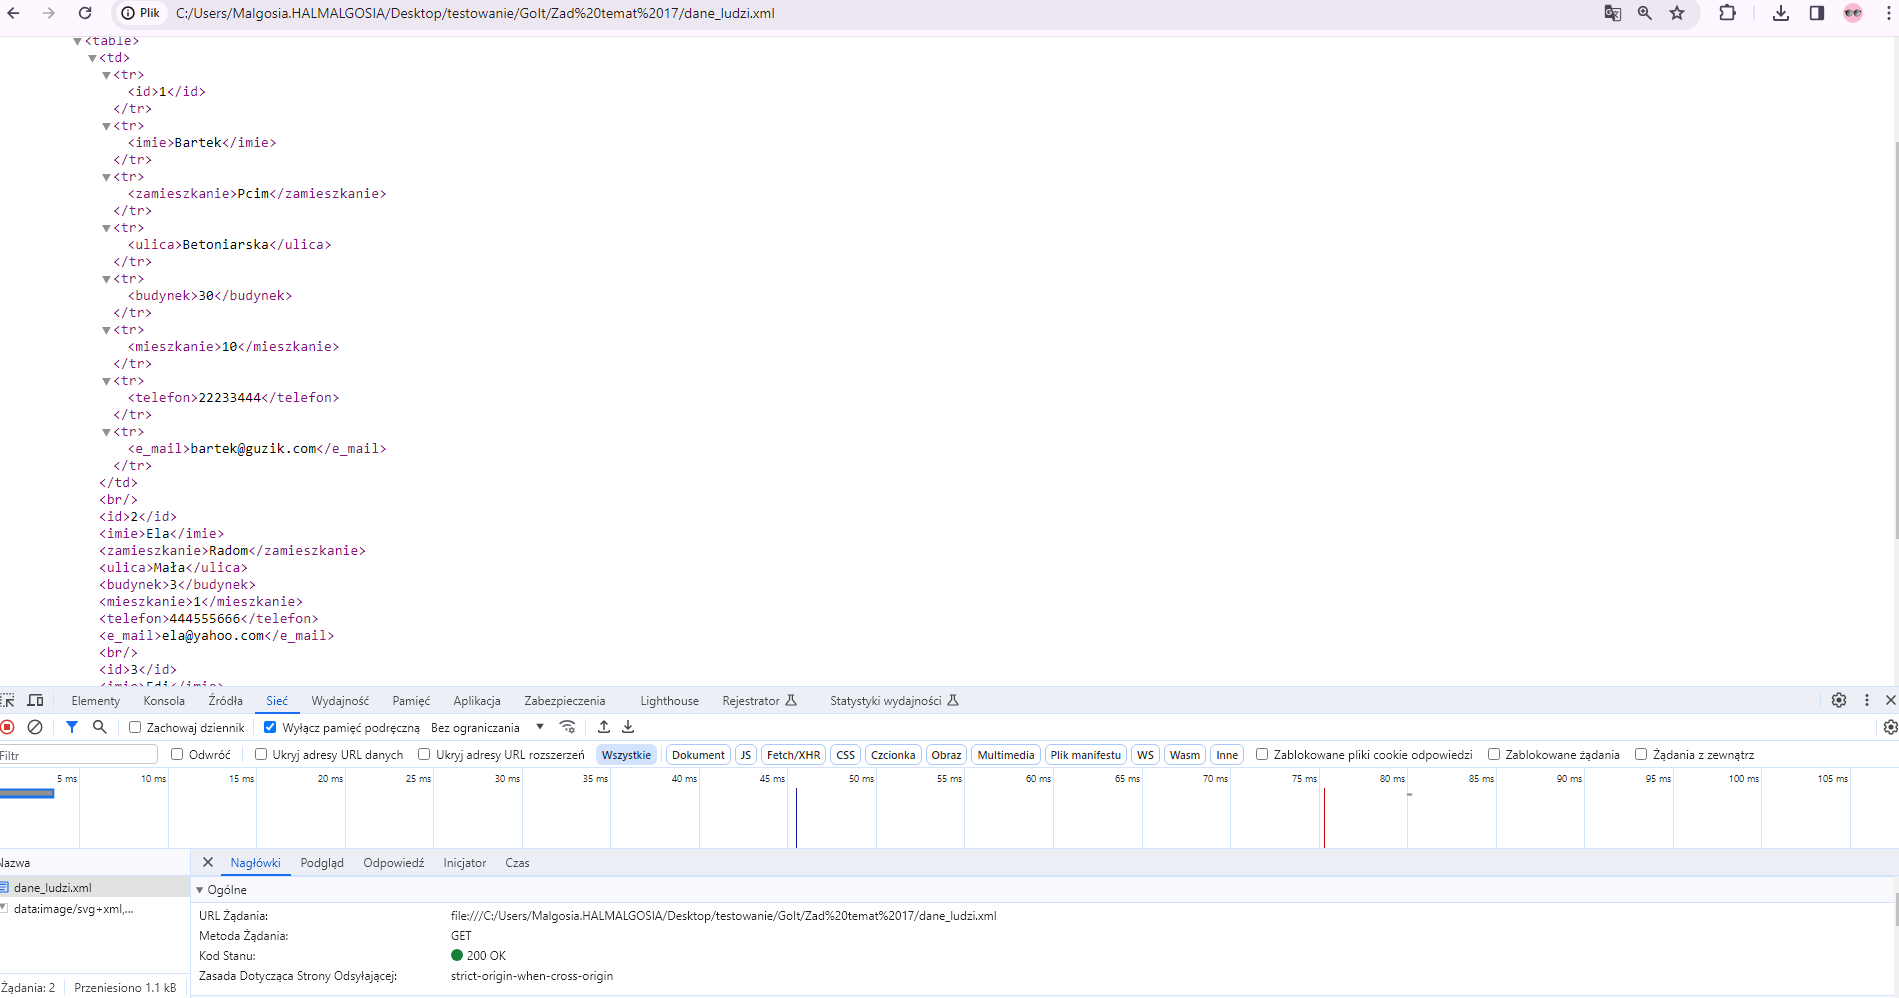 Plik C:/Users/Malgosia.HALMALGOSIA/Desktop/testowanie/Golt/Zad%20temat%2017/dane_ludzi.xml
<table>
<td>
<tr>
<id>1</id>
</tr>
<tr>
<imie>Bartek</imie>
</tr>
<tr>
<zamieszkanie>Pcim</zamieszkanie>
</tr>
<tr>
<ulica>Betoniarska</ulica>
</tr>
<tr>
<budynek>30</budynek>
</tr>
<tr>
<mieszkanie>10</mieszkanie>
</tr>
<tr>
<telefon>22233444</telefon>
</tr>
<tr>
<e_mail>bartek@guzik.com</e_mail>
</tr>
</td>
<br/>
<id>2</id>
<imie>Ela</imie>
<zamieszkanie>Radom</zamieszkanie>
<ulica>Mała</ulica>
<budynek>3</budynek>
<mieszkanie>1</mieszkanie>
<telefon>444555666</telefon>
<e_mail>ela@yahoo.com</e_mail>
<br/>
<id>3</id>
<imie>Edi</imie>
Elementy Konsola Źródła Sieć Wydajność Pamięć Aplikacja Zabezpieczenia Lighthouse Rejestrator Statystyki wydajności
Zachowaj dziennik Wyłącz pamięć podręczną Bez ograniczania
Filtr Odwróć Ukryj adresy URL danych Ukryj adresy URL rozszerzeń Wszystkie Dokument JS Fetch/XHR CSS Czcionka Obraz Multimedia Plik manifestu WS Wasm Inne Zablokowane pliki cookie odpowiedzi Zablokowane żądania Żądania z zewnątrz
5 ms 10 ms 15 ms 20 ms 25 ms 30 ms 35 ms 40 ms 45 ms 50 ms 55 ms 60 ms 65 ms 70 ms 75 ms 80 ms 85 ms 90 ms 95 ms 100 ms 105 ms
Nazwa Nagłówki Podgląd Odpowiedź Inicjator Czas
dane_ludzi.xml
data:image/svg+xml,...
Ogólne
URL Żądania: file:///C:/Users/Malgosia.HALMALGOSIA/Desktop/testowanie/Golt/Zad%20temat%2017/dane_ludzi.xml
Metoda Żądania: GET
Kod Stanu: 200 OK
Zasada Dotycząca Strony Odsyłającej: strict-origin-when-cross-origin
Żądania: 2 Przeniesiono 1.1 kB